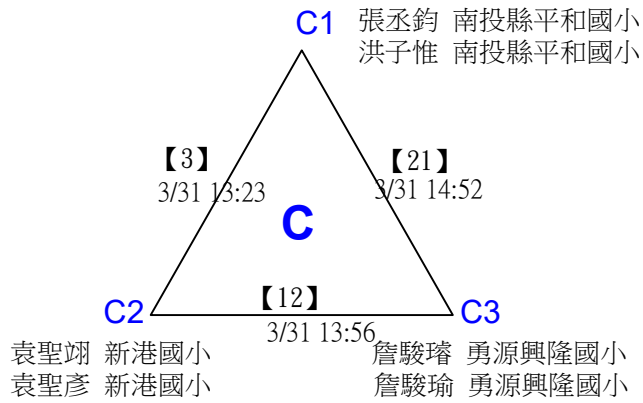 C1
張丞鈞 南投縣平和國小
洪子惟 南投縣平和國小
【3】
3/31 13:23
【21】
3/31 14:52
C
C2
【12】
3/31 13:56
C3
袁聖翊 新港國小
袁聖彥 新港國小
詹駿璿 勇源興隆國小
詹駿瑜 勇源興隆國小